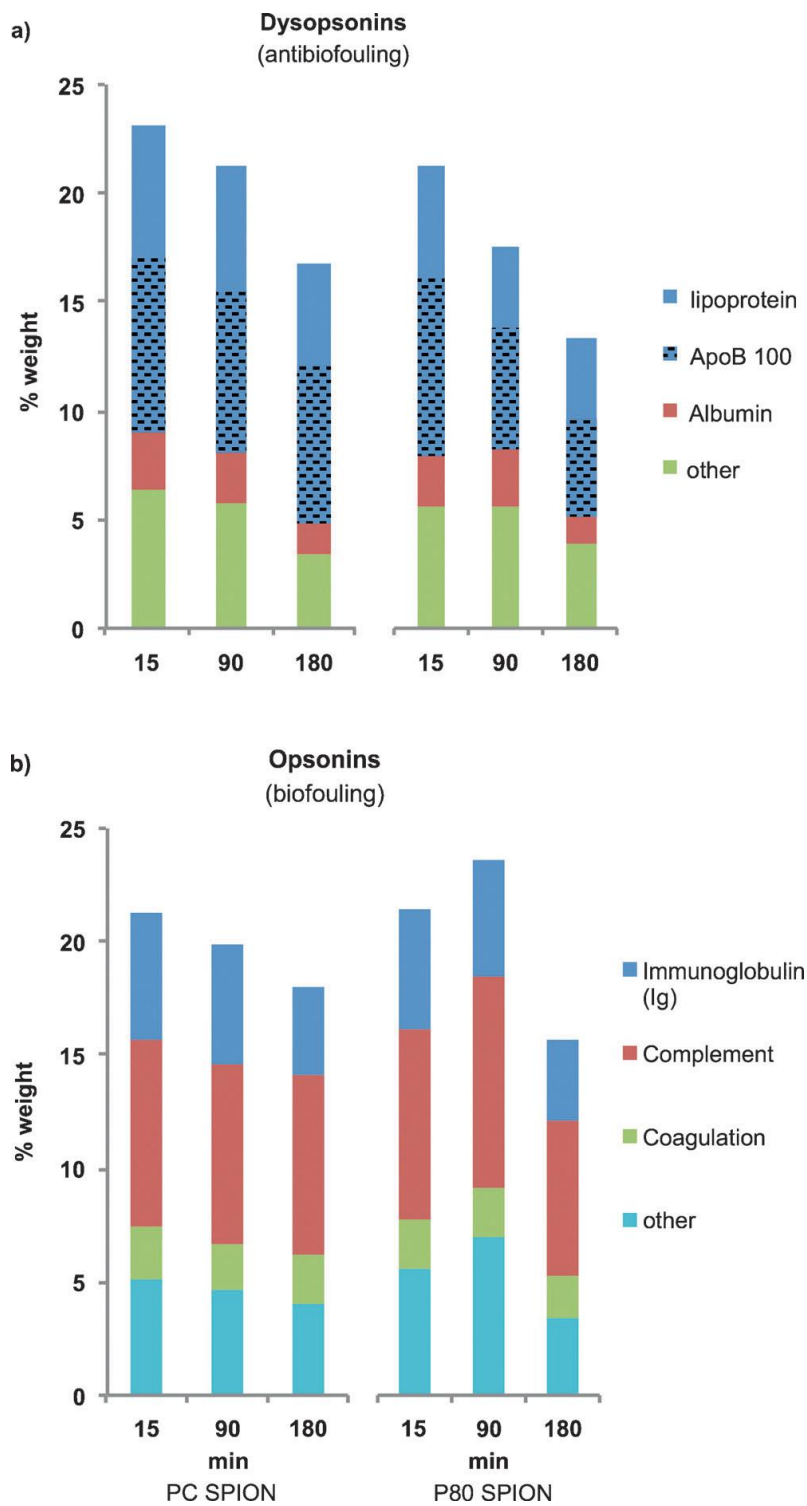 a)
Dysopsonins
(antibiofouling)
% weight
25
20
15
10
5
0
15 90 180
15 90 180
lipoprotein
ApoB 100
Albumin
other
b)
Opsonins
(biofouling)
% weight
25
20
15
10
5
0
15 90 180
min
PC SPION
15 90 180
min
P80 SPION
Immunoglobulin
(Ig)
Complement
Coagulation
other